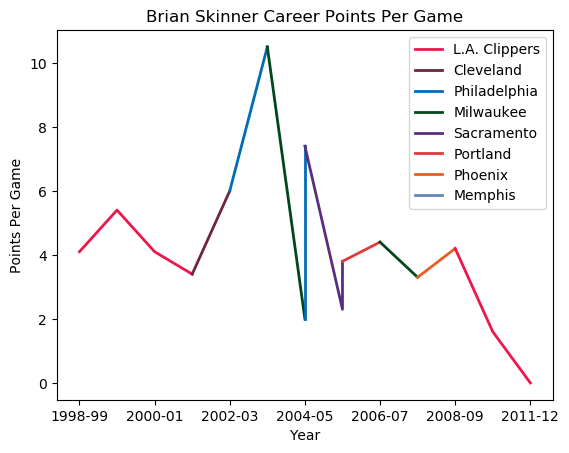 Brian Skinner Career Points Per Game
L.A. Clippers
Cleveland
Philadelphia
Milwaukee
Sacramento
Portland
Phoenix
Memphis
Points Per Game
10
8
6
4
2
0
1998-99 2000-01 2002-03 2004-05 2006-07 2008-09 2011-12
Year